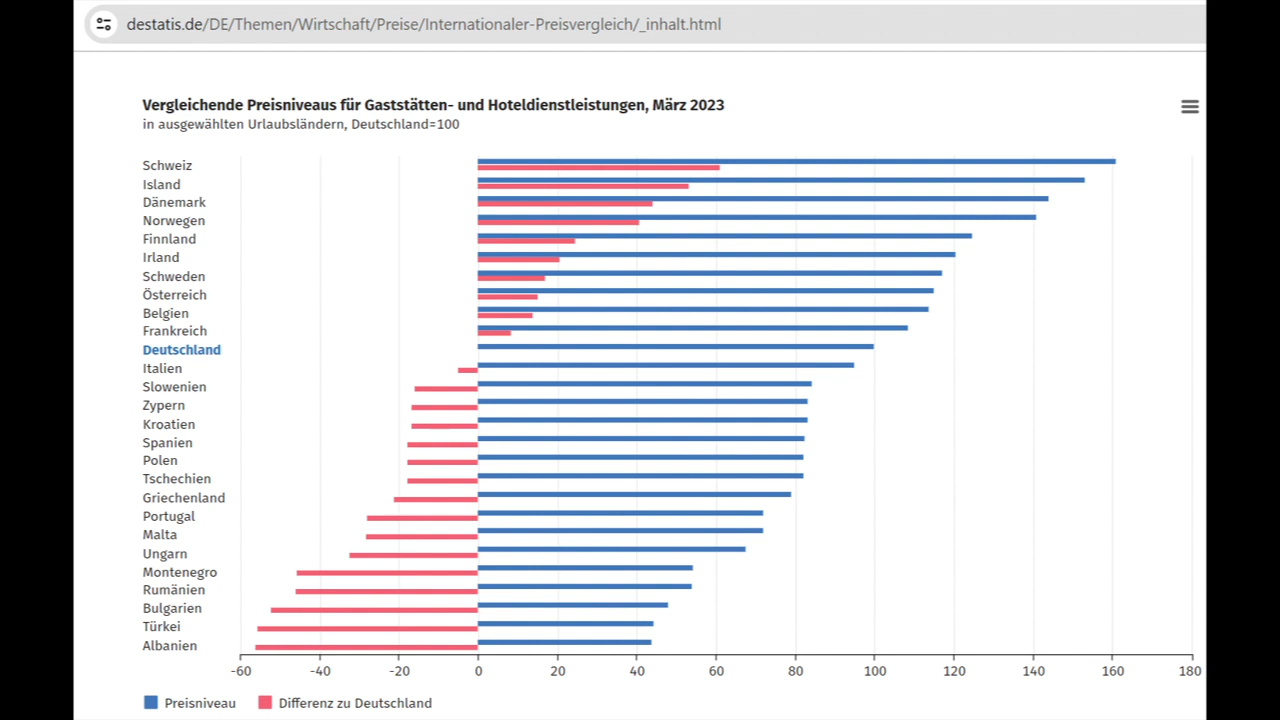 destatis.de/DE/Themen/Wirtschaft/Preise/Internationaler-Preisvergleich/_inhalt.html
Vergleichende Preisniveaus für Gaststätten- und Hoteldienstleistungen, März 2023
in ausgewählten Urlaubsländern, Deutschland=100
Schweiz
Island
Dänemark
Norwegen
Finnland
Irland
Schweden
Österreich
Belgien
Frankreich
Deutschland
Italien
Slowenien
Zypern
Kroatien
Spanien
Polen
Tschechien
Griechenland
Portugal
Malta
Ungarn
Montenegro
Rumänien
Bulgarien
Türkei
Albanien
-60 -40 -20 0 20 40 60 80 100 120 140 160 180
Preisniveau Differenz zu Deutschland